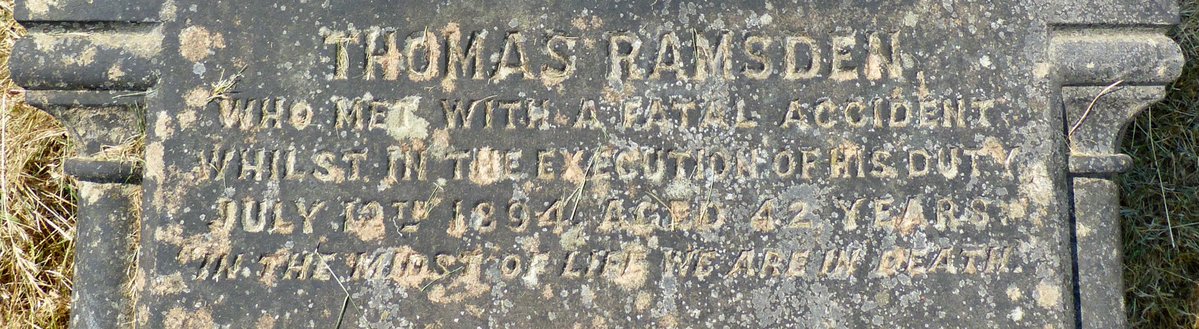 THOMAS RAMSDEN,
WHO MET WITH A FATAL ACCIDENT
WHILST IN THE EXECUTION OF HIS DUTY
JULY 12TH 1894, AGED 42 YEARS.
"IN THE MIDST OF LIFE WE ARE IN DEATH."